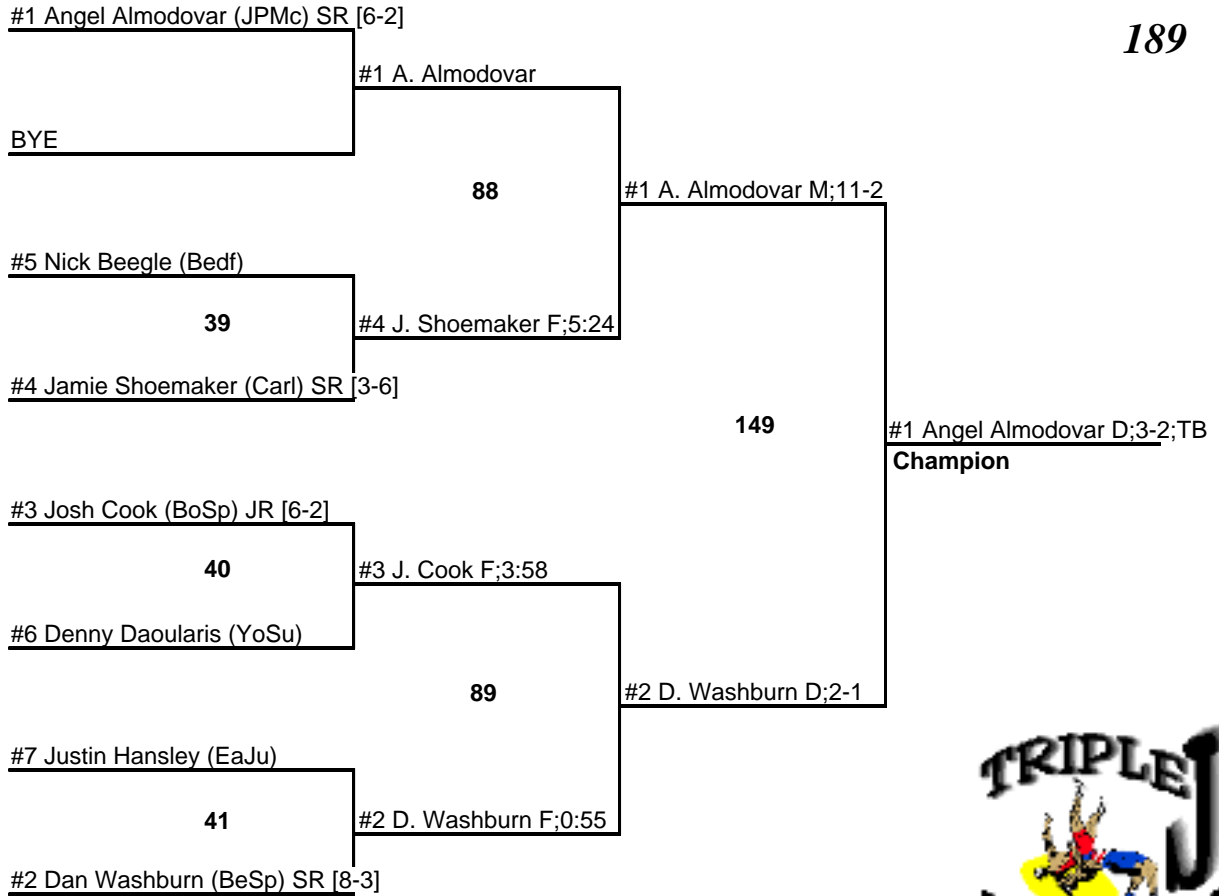 #1 Angel Almodovar (JPMc) SR [6-2]
189
#1 A. Almodovar
BYE
88
#1 A. Almodovar M;11-2
#5 Nick Beegle (Bedf)
39
#4 J. Shoemaker F;5:24
#4 Jamie Shoemaker (Carl) SR [3-6]
149
#1 Angel Almodovar D;3-2;TB
Champion
#3 Josh Cook (BoSp) JR [6-2]
40
#3 J. Cook F;3:58
#6 Denny Daoularis (YoSu)
89
#2 D. Washburn D;2-1
#7 Justin Hansley (EaJu)
41
#2 D. Washburn F;0:55
#2 Dan Washburn (BeSp) SR [8-3]
TRIPLE J